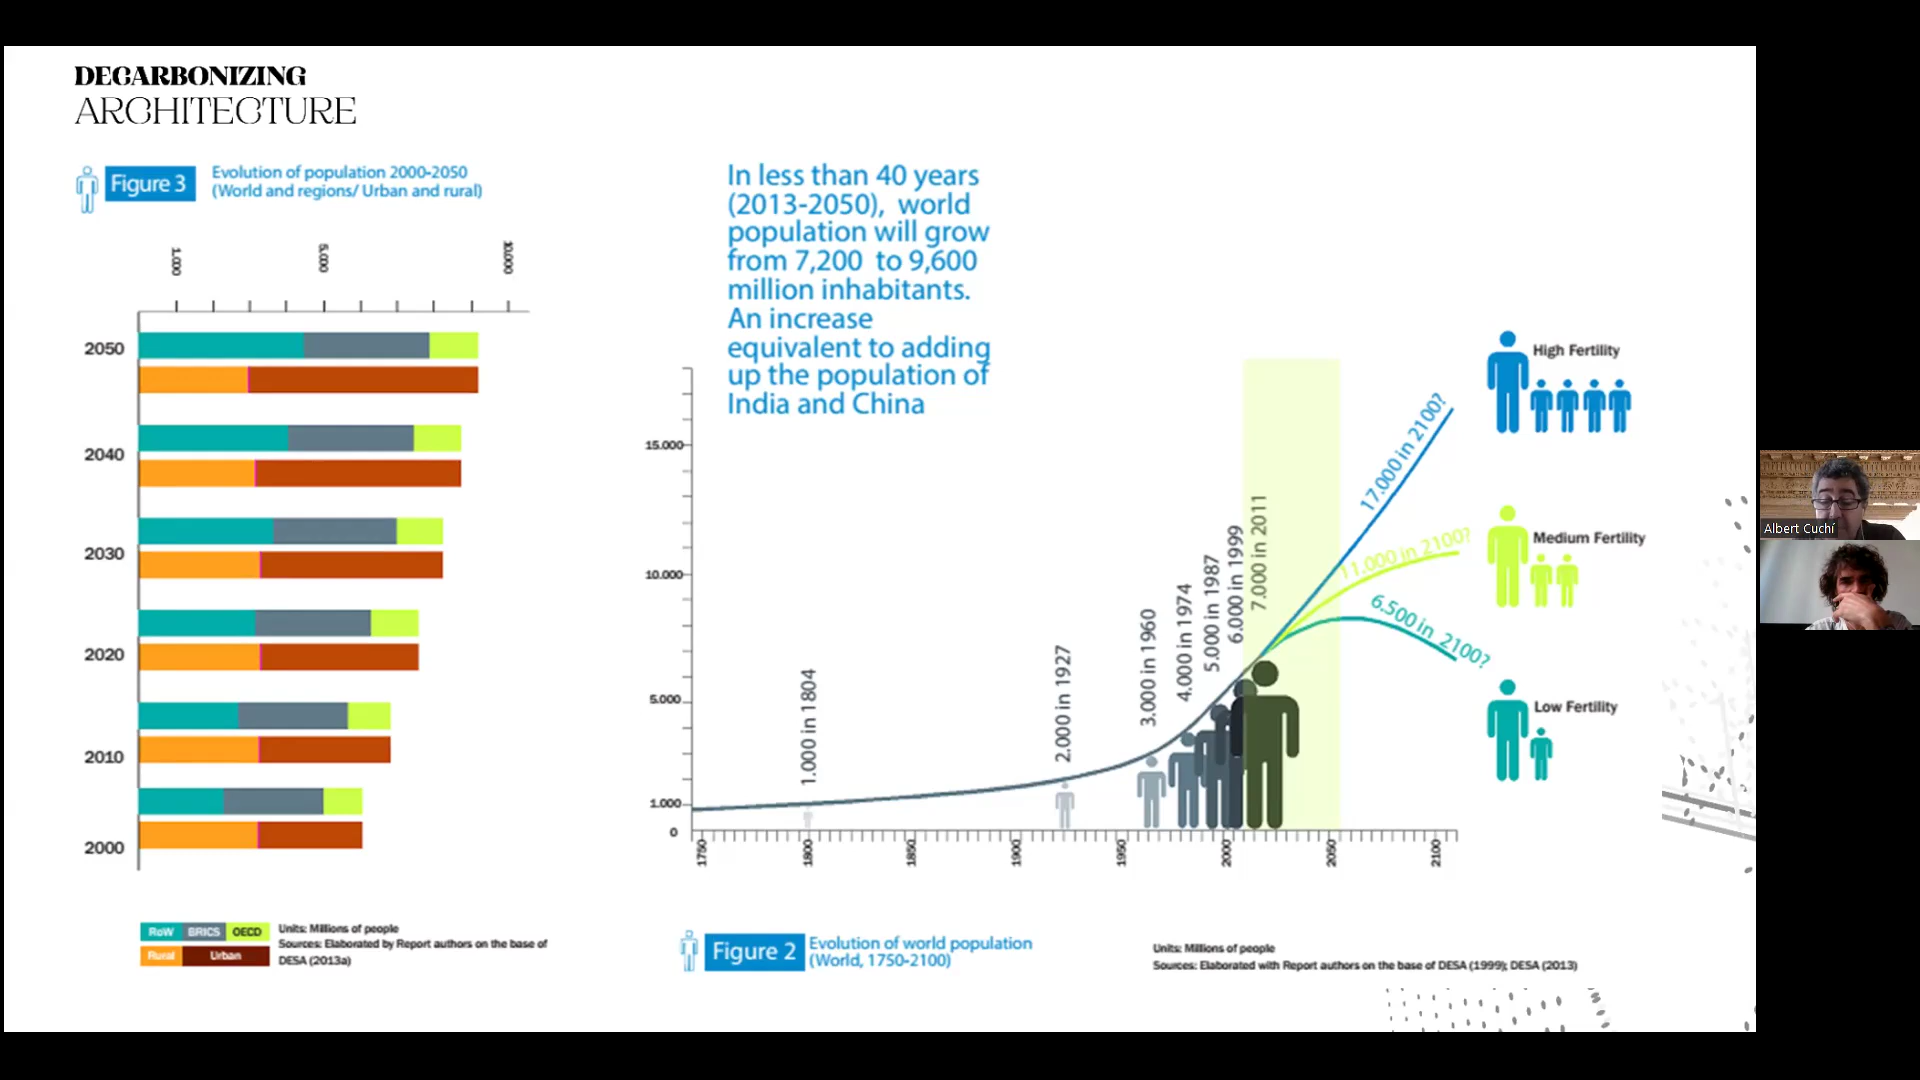 DECARBONIZING
ARCHITECTURE
Figure 3
Evolution of population 2000-2050
(World and regions/ Urban and rural)
1.000
5.000
10.000
2050
2040
2030
2020
2010
2000
RoW BRICS OECD
Rural Urban
Units: Millions of people
Sources: Elaborated by Report authors on the base of
DESA (2013a)
In less than 40 years
(2013-2050), world
population will grow
from 7,200 to 9,600
million inhabitants.
An increase
equivalent to adding
up the population of
India and China
15.000
10.000
5.000
1.000
0
1750
1800
1850
1900
1950
2000
2050
2100
1.000 in 1804
2.000 in 1927
3.000 in 1960
4.000 in 1974
5.000 in 1987
6.000 in 1999
7.000 in 2011
17.000 in 2100?
11.000 in 2100?
6.500 in 2100?
High Fertility
Medium Fertility
Low Fertility
Figure 2
Evolution of world population
(World, 1750-2100)
Units: Millions of people
Sources: Elaborated with Report authors on the base of DESA (1999); DESA (2013)
Albert Cuchí